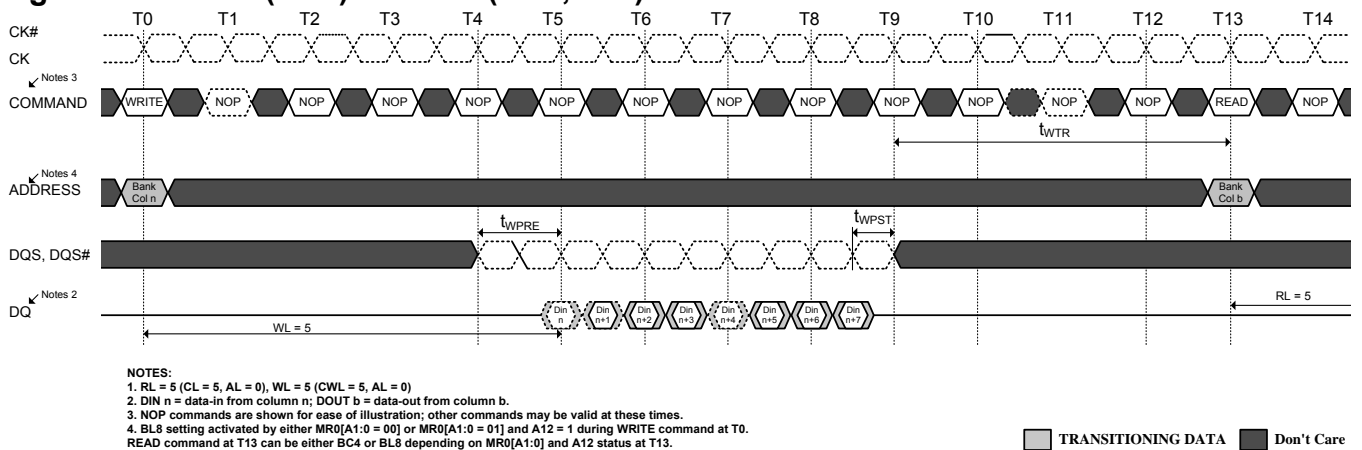 T0 T1 T2 T3 T4 T5 T6 T7 T8 T9 T10 T11 T12 T13 T14
CK#
CK
Notes 3
COMMAND WRITE NOP NOP NOP NOP NOP NOP NOP NOP NOP NOP NOP NOP READ NOP
tWTR
Notes 4
ADDRESS
Bank Col n
Bank Col b
tWPRE
tWPST
DQS, DQS#
Notes 2
DQ
Din n
Din n+1
Din n+2
Din n+3
Din n+4
Din n+5
Din n+6
Din n+7
WL = 5
RL = 5
NOTES:
1. RL = 5 (CL = 5, AL = 0), WL = 5 (CWL = 5, AL = 0)
2. DIN n = data-in from column n; DOUT b = data-out from column b.
3. NOP commands are shown for ease of illustration; other commands may be valid at these times.
4. BL8 setting activated by either MR0[A1:0 = 00] or MR0[A1:0 = 01] and A12 = 1 during WRITE command at T0.
READ command at T13 can be either BC4 or BL8 depending on MR0[A1:0] and A12 status at T13.
TRANSITIONING DATA
Don't Care